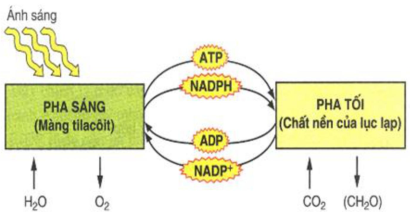 Ánh sáng
ATP
NADPH
PHA SÁNG
(Màng tilacôit)
PHA TỐI
(Chất nền của lục lạp)
ADP
NADP⁺
H₂O
O₂
CO₂
(CH₂O)